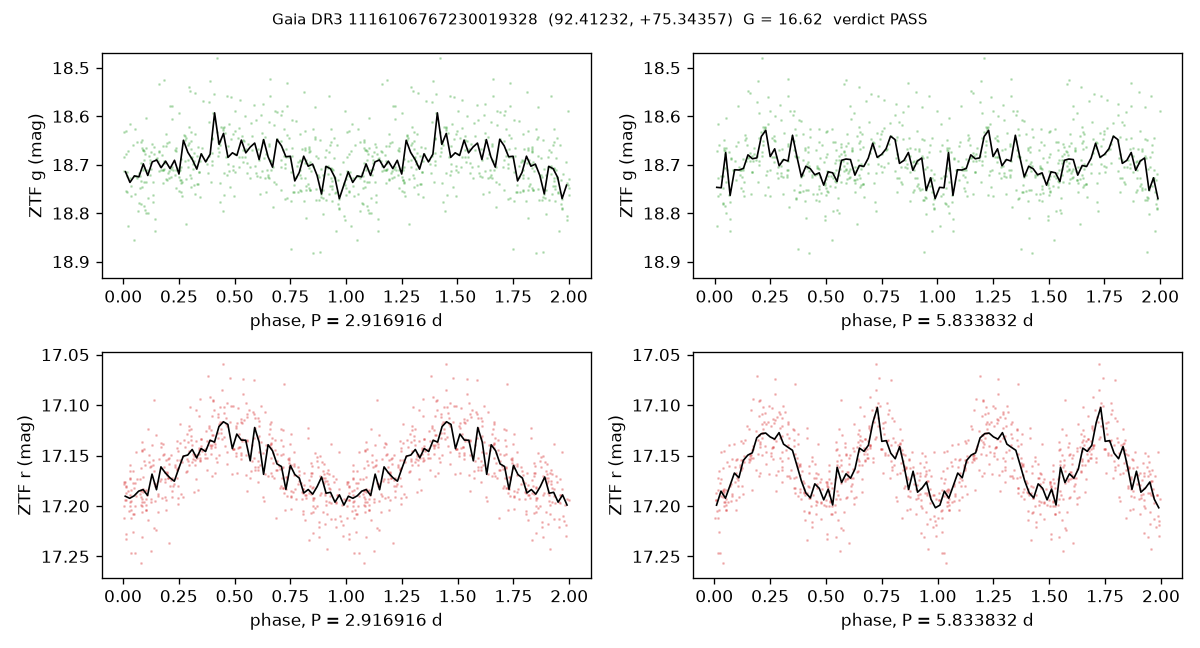 Gaia DR3 1116106767230019328 (92.41232, +75.34357) G = 16.62 verdict PASS
ZTF g (mag)
18.5
18.6
18.7
18.8
18.9
0.00 0.25 0.50 0.75 1.00 1.25 1.50 1.75 2.00
phase, P = 2.916916 d
ZTF g (mag)
18.5
18.6
18.7
18.8
18.9
0.00 0.25 0.50 0.75 1.00 1.25 1.50 1.75 2.00
phase, P = 5.833832 d
ZTF r (mag)
17.05
17.10
17.15
17.20
17.25
0.00 0.25 0.50 0.75 1.00 1.25 1.50 1.75 2.00
phase, P = 2.916916 d
ZTF r (mag)
17.05
17.10
17.15
17.20
17.25
0.00 0.25 0.50 0.75 1.00 1.25 1.50 1.75 2.00
phase, P = 5.833832 d